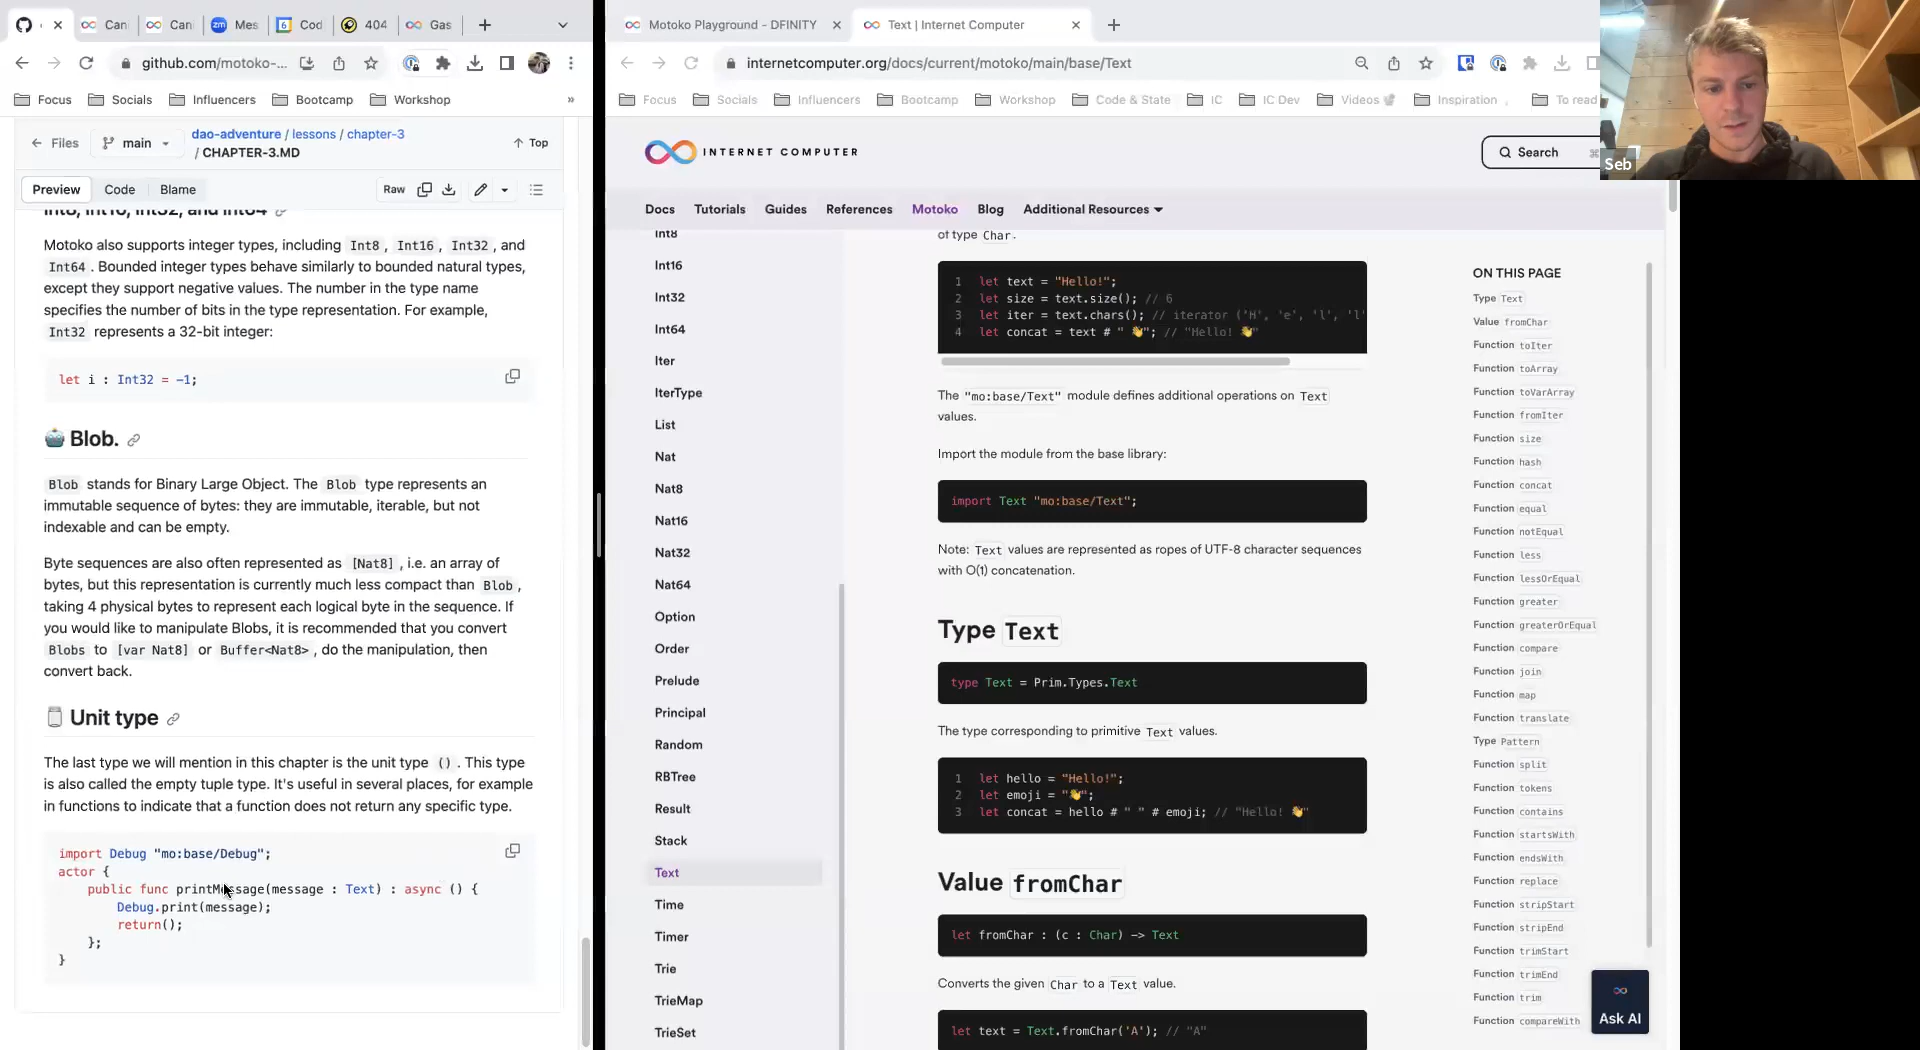 Can
Can
Mes
6
Cod
404
Gas
Motoko Playground - DFINITY
Text | Internet Computer
github.com/motoko-...
internetcomputer.org/docs/current/motoko/main/base/Text
Focus
Socials
Influencers
Bootcamp
Workshop
»
Focus
Socials
Influencers
Bootcamp
Workshop
Code & State
IC
IC Dev
Videos
Inspiration
To read
Seb
Files
main
dao-adventure / lessons / chapter-3
/ CHAPTER-3.MD
Top
Preview
Code
Blame
Raw
Int8, Int16, Int32, and Int64
Motoko also supports integer types, including Int8 , Int16 , Int32 , and
Int64 . Bounded integer types behave similarly to bounded natural types,
except they support negative values. The number in the type name
specifies the number of bits in the type representation. For example,
Int32 represents a 32-bit integer:
let i : Int32 = -1;
🤖 Blob.
Blob stands for Binary Large Object. The Blob type represents an
immutable sequence of bytes: they are immutable, iterable, but not
indexable and can be empty.
Byte sequences are also often represented as [Nat8] , i.e. an array of
bytes, but this representation is currently much less compact than Blob ,
taking 4 physical bytes to represent each logical byte in the sequence. If
you would like to manipulate Blobs, it is recommended that you convert
Blobs to [var Nat8] or Buffer<Nat8> , do the manipulation, then
convert back.
Unit type
The last type we will mention in this chapter is the unit type () . This type
is also called the empty tuple type. It's useful in several places, for example
in functions to indicate that a function does not return any specific type.
import Debug "mo:base/Debug";
actor {
public func printMessage(message : Text) : async () {
Debug.print(message);
return();
};
}
INTERNET COMPUTER
Search
Docs
Tutorials
Guides
References
Motoko
Blog
Additional Resources
Int8
Int16
Int32
Int64
Iter
IterType
List
Nat
Nat8
Nat16
Nat32
Nat64
Option
Order
Prelude
Principal
Random
RBTree
Result
Stack
Text
Time
Timer
Trie
TrieMap
TrieSet
of type Char.
1 let text = "Hello!";
2 let size = text.size(); // 6
3 let iter = text.chars(); // iterator ('H', 'e', 'l', 'l'
4 let concat = text # " 👋"; // "Hello! 👋"
The "mo:base/Text" module defines additional operations on Text
values.
Import the module from the base library:
import Text "mo:base/Text";
Note: Text values are represented as ropes of UTF-8 character sequences
with O(1) concatenation.
Type Text
type Text = Prim.Types.Text
The type corresponding to primitive Text values.
1 let hello = "Hello!";
2 let emoji = "👋";
3 let concat = hello # " " # emoji; // "Hello! 👋"
Value fromChar
let fromChar : (c : Char) -> Text
Converts the given Char to a Text value.
let text = Text.fromChar('A'); // "A"
ON THIS PAGE
Type Text
Value fromChar
Function toIter
Function toArray
Function toVarArray
Function fromIter
Function size
Function hash
Function concat
Function equal
Function notEqual
Function less
Function lessOrEqual
Function greater
Function greaterOrEqual
Function compare
Function join
Function map
Function translate
Type Pattern
Function split
Function tokens
Function contains
Function startsWith
Function endsWith
Function replace
Function stripStart
Function stripEnd
Function trimStart
Function trimEnd
Function trim
Function compareWith
Ask AI